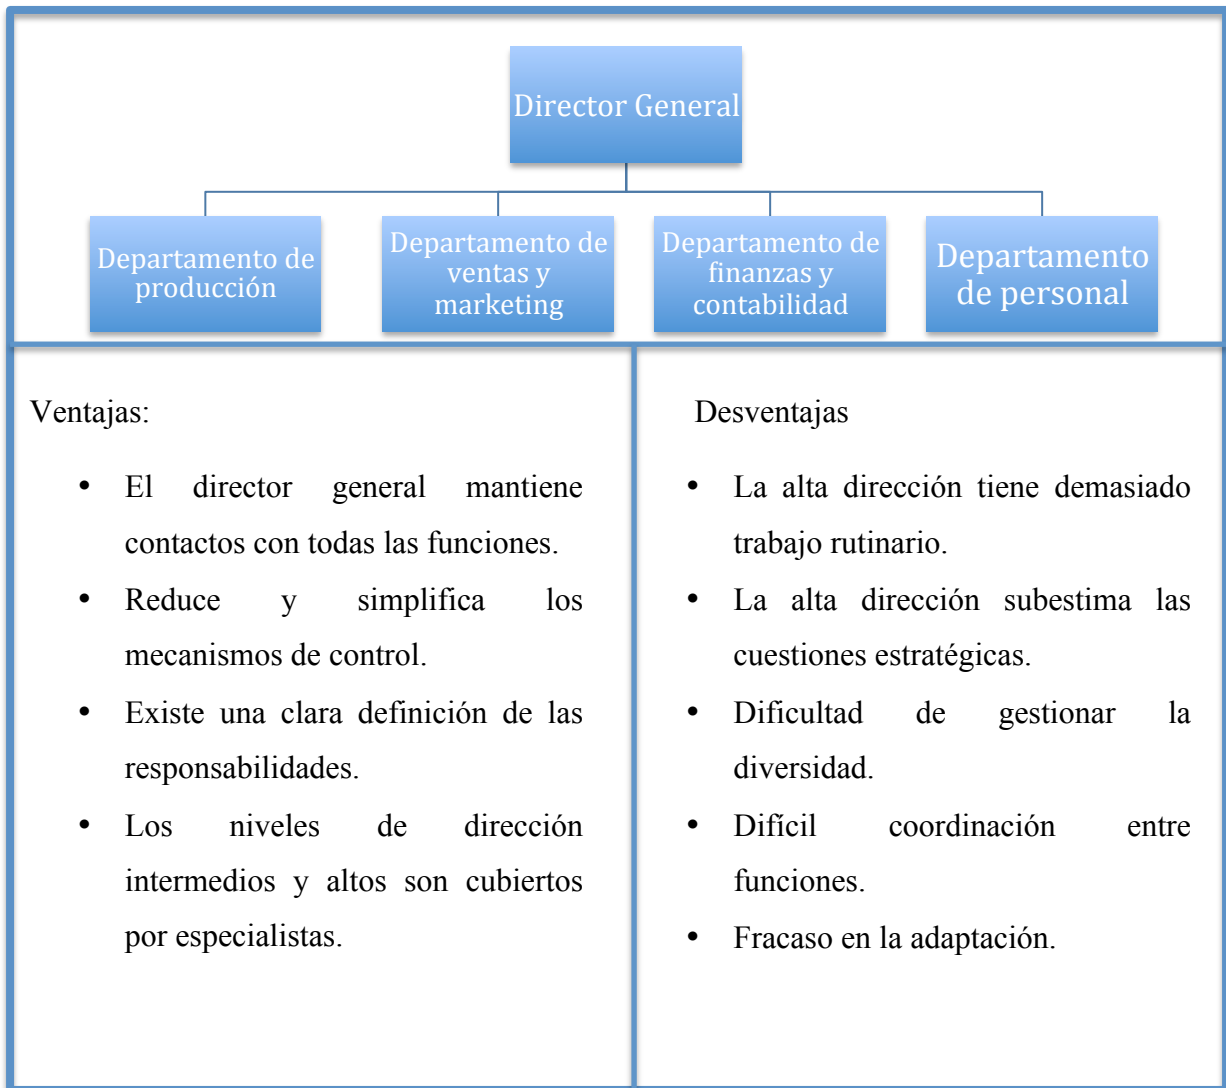 Director General
Departamento de
producción
Departamento de
ventas y
marketing
Departamento de
finanzas y
contabilidad
Departamento
de personal
Ventajas:
• El director general mantiene
contactos con todas las funciones.
• Reduce y simplifica los
mecanismos de control.
• Existe una clara definición de las
responsabilidades.
• Los niveles de dirección
intermedios y altos son cubiertos
por especialistas.
Desventajas
• La alta dirección tiene demasiado
trabajo rutinario.
• La alta dirección subestima las
cuestiones estratégicas.
• Dificultad de gestionar la
diversidad.
• Difícil coordinación entre
funciones.
• Fracaso en la adaptación.